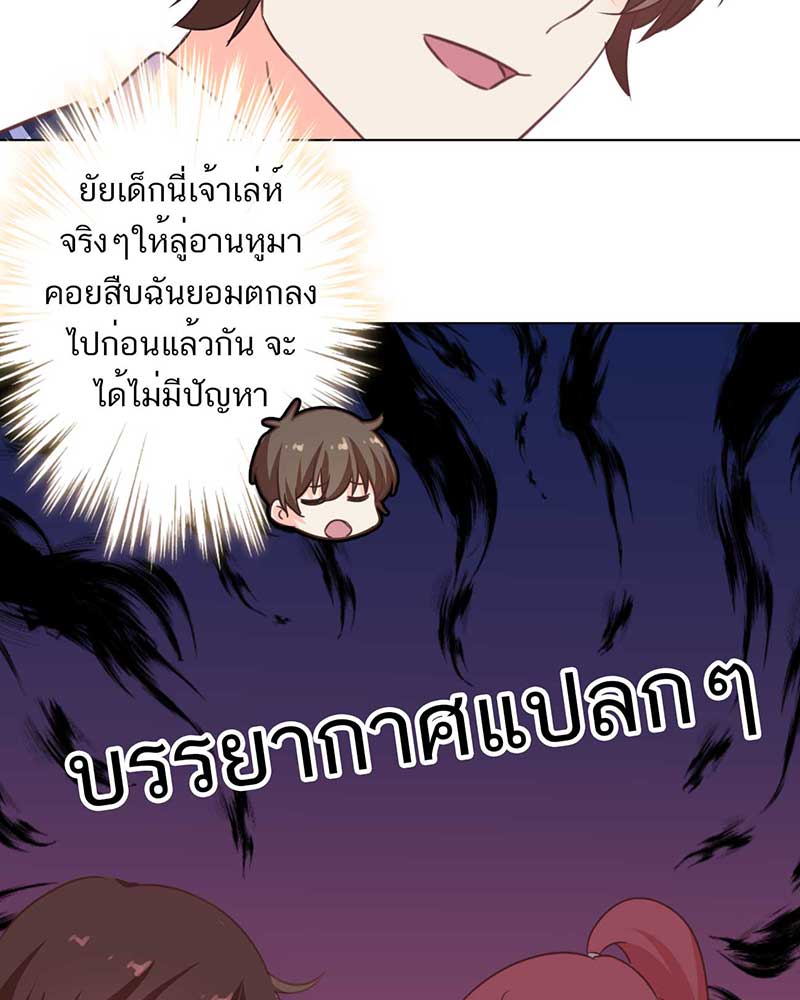 ยัยเด็กนี่เจ้าเล่ห์
จริงๆให้ลู่อานหูมา
คอยสืบฉันยอมตกลง
ไปก่อนแล้วกัน จะ
ได้ไม่มีปัญหา
บรรยากาศแปลกๆ